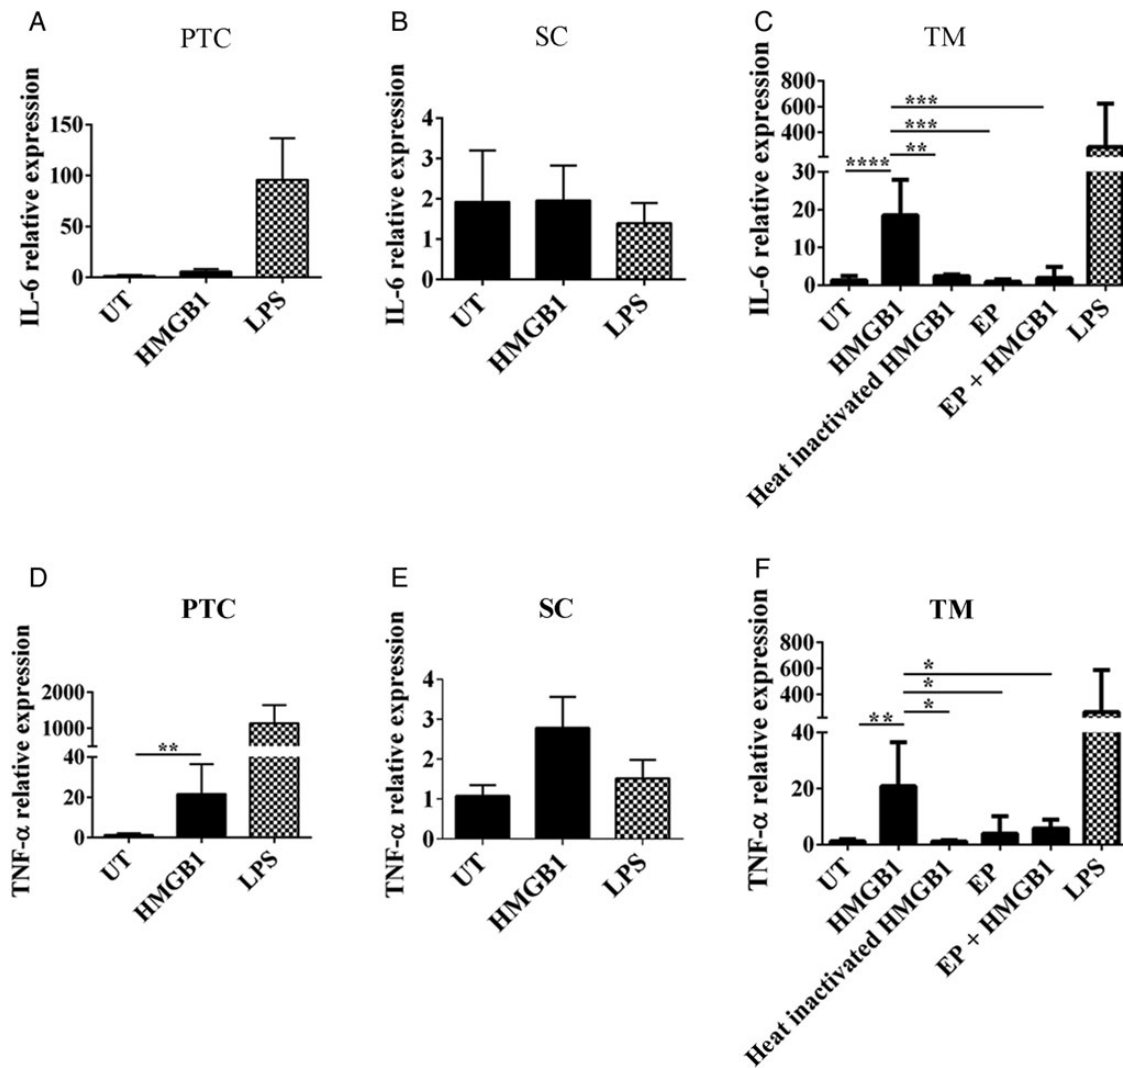 A
PTC
IL-6 relative expression
150
100
50
0
UT
HMGB1
LPS
B
SC
IL-6 relative expression
4
3
2
1
0
UT
HMGB1
LPS
C
TM
IL-6 relative expression
800
600
400
30
20
10
0
***
***
**
****
UT
HMGB1
Heat inactivated HMGB1
EP
EP + HMGB1
LPS
D
PTC
TNF-α relative expression
2000
1000
40
20
0
**
UT
HMGB1
LPS
E
SC
TNF-α relative expression
4
3
2
1
0
UT
HMGB1
LPS
F
TM
TNF-α relative expression
800
600
400
40
20
0
*
*
*
**
UT
HMGB1
Heat inactivated HMGB1
EP
EP + HMGB1
LPS